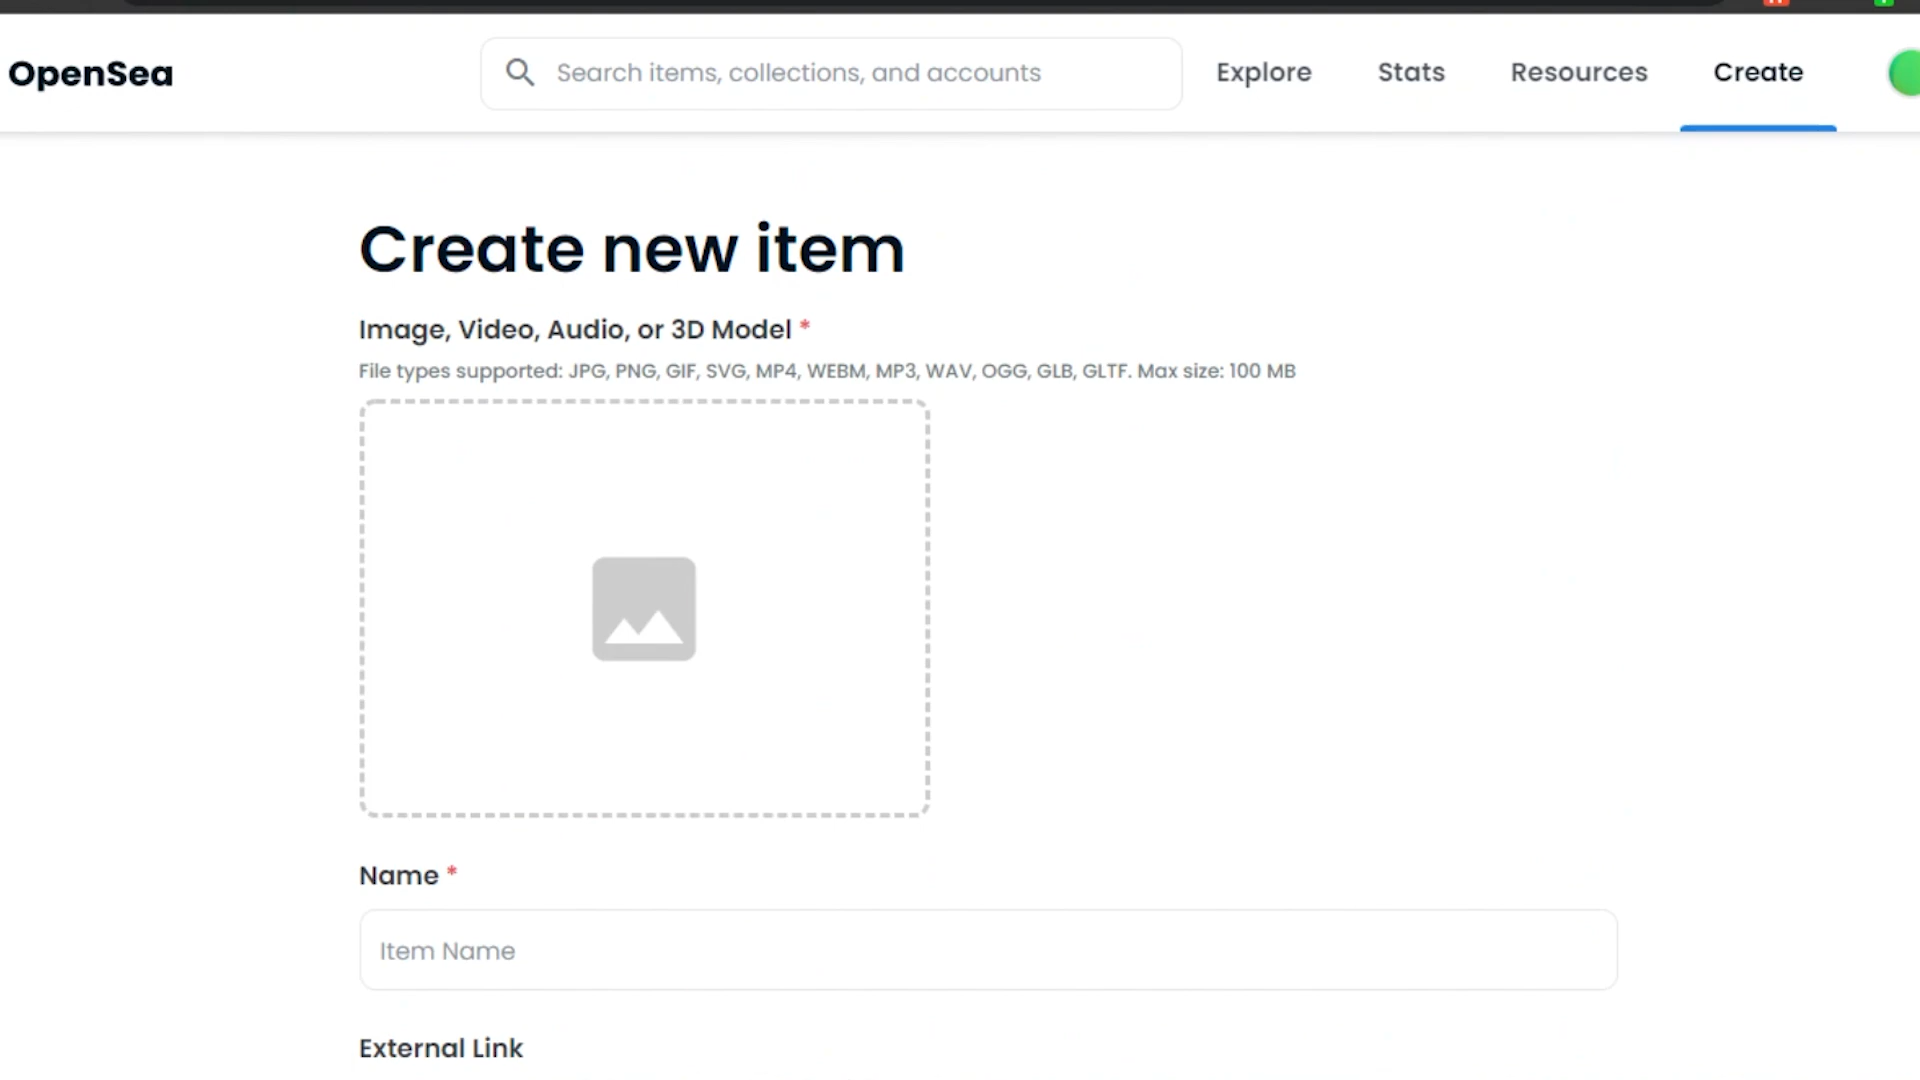 OpenSea
Search items, collections, and accounts
Explore
Stats
Resources
Create
Create new item
Image, Video, Audio, or 3D Model *
File types supported: JPG, PNG, GIF, SVG, MP4, WEBM, MP3, WAV, OGG, GLB, GLTF. Max size: 100 MB
Name *
Item Name
External Link